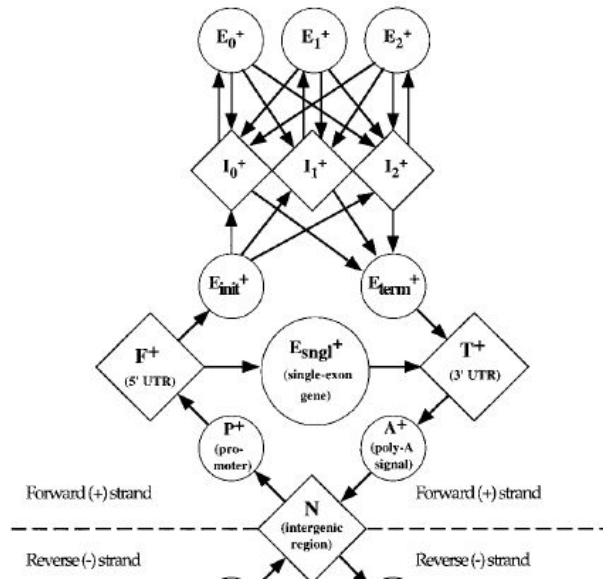 E0+ E1+ E2+
I0+ I1+ I2+
Einit+ Eterm+
F+
(5' UTR)
Esngl+
(single-exon
gene)
T+
(3' UTR)
P+
(pro-
moter)
A+
(poly-A
signal)
Forward (+) strand
Forward (+) strand
N
(intergenic
region)
Reverse (-) strand
Reverse (-) strand